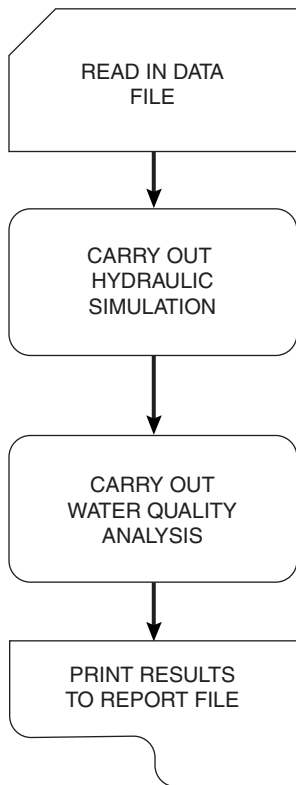 READ IN DATA
FILE
CARRY OUT
HYDRAULIC
SIMULATION
CARRY OUT
WATER QUALITY
ANALYSIS
PRINT RESULTS
TO REPORT FILE